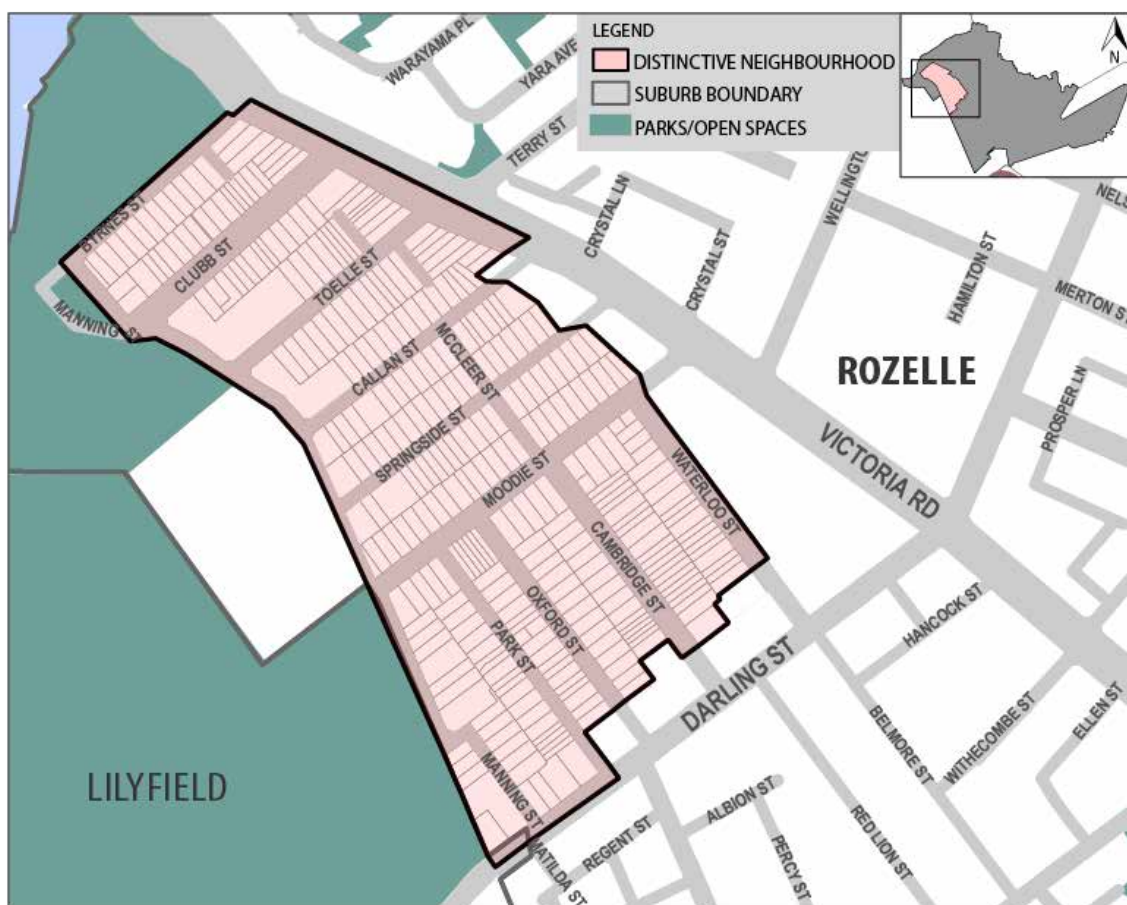 LEGEND
DISTINCTIVE NEIGHBOURHOOD
SUBURB BOUNDARY
PARKS/OPEN SPACES
N
WARAYAMA PL
YARA AVE
TERRY ST
CRYSTAL LN
CRYSTAL ST
WELLINGTON
NELS
HAMILTON ST
MERTON ST
PROSPER LN
ROZELLE
VICTORIA RD
BYRNES ST
CLUBB ST
MANNING ST
TOELLE ST
CALLAN ST
MCCLEER ST
SPRINGSIDE ST
MOODIE ST
WATERLOO ST
CAMBRIDGE ST
OXFORD ST
PARK ST
MANNING ST
DARLING ST
HANCOCK ST
BELMORE ST
WITHECOMBE ST
ELLEN ST
LILYFIELD
ALBION ST
REGENT ST
MATILDA ST
PERCY ST
RED LION ST